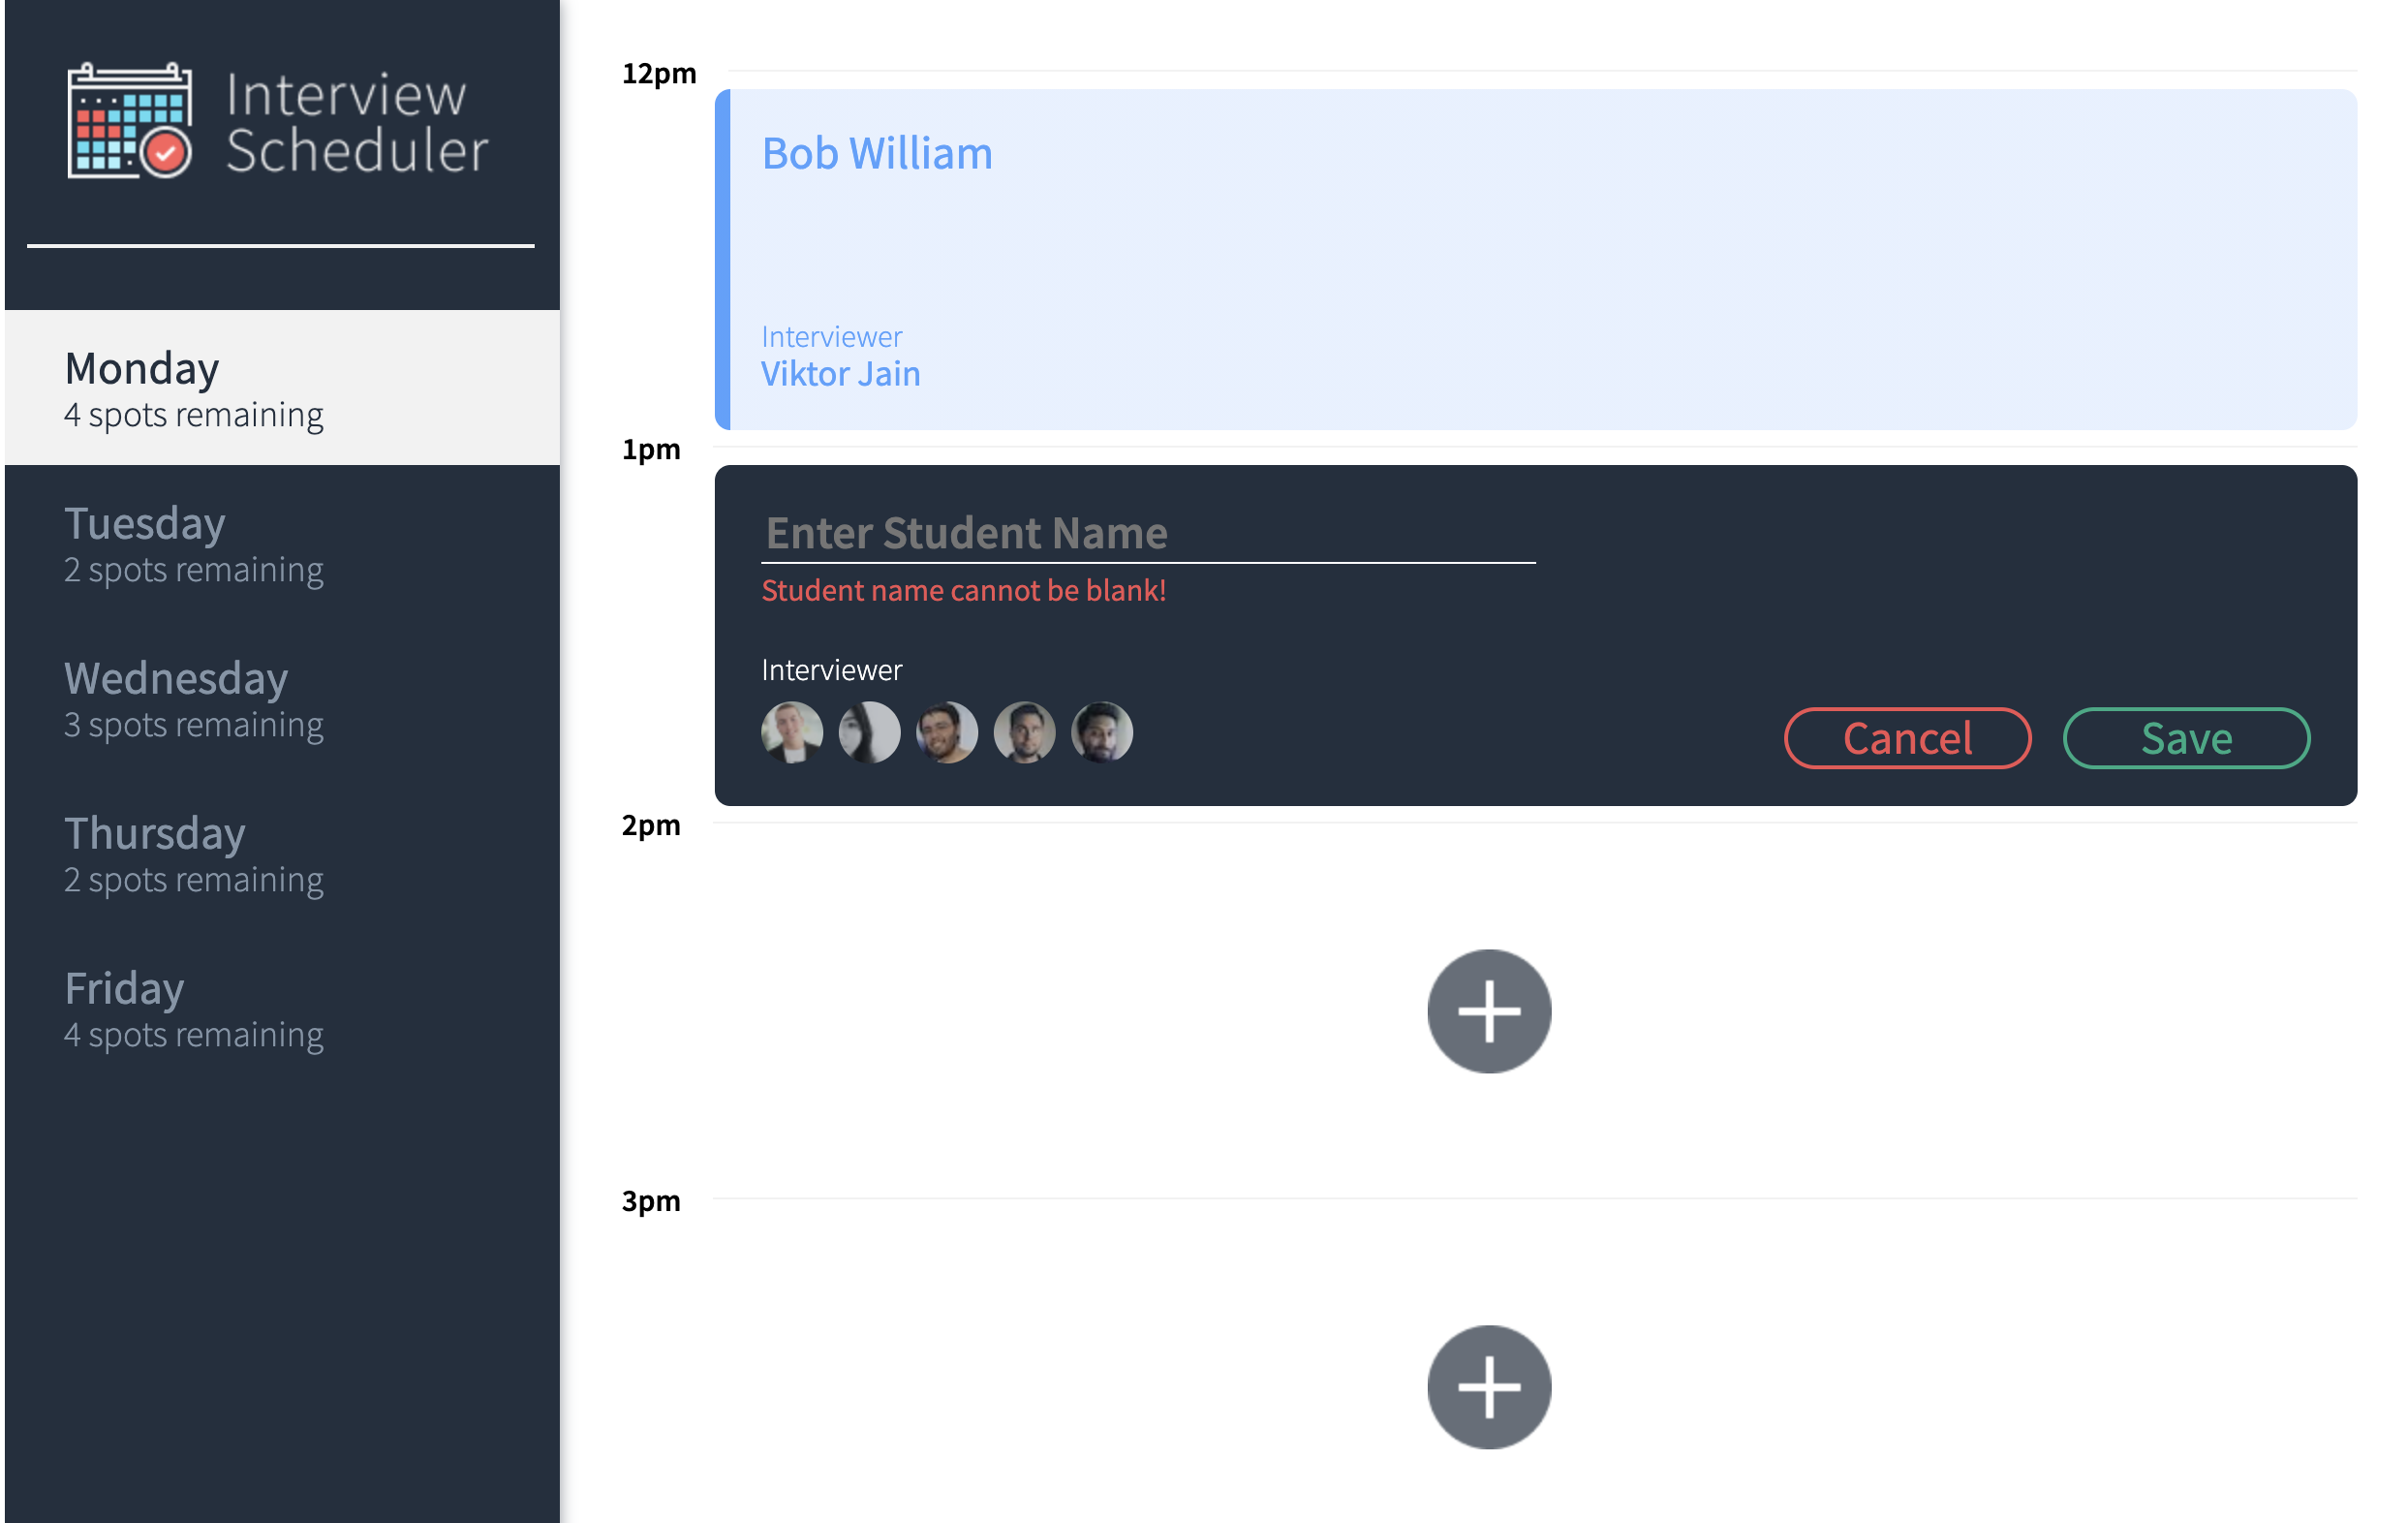 Interview
Scheduler
Monday
4 spots remaining
Tuesday
2 spots remaining
Wednesday
3 spots remaining
Thursday
2 spots remaining
Friday
4 spots remaining
12pm
Bob William
Interviewer
Viktor Jain
1pm
Enter Student Name
Student name cannot be blank!
Interviewer
Cancel
Save
2pm
3pm